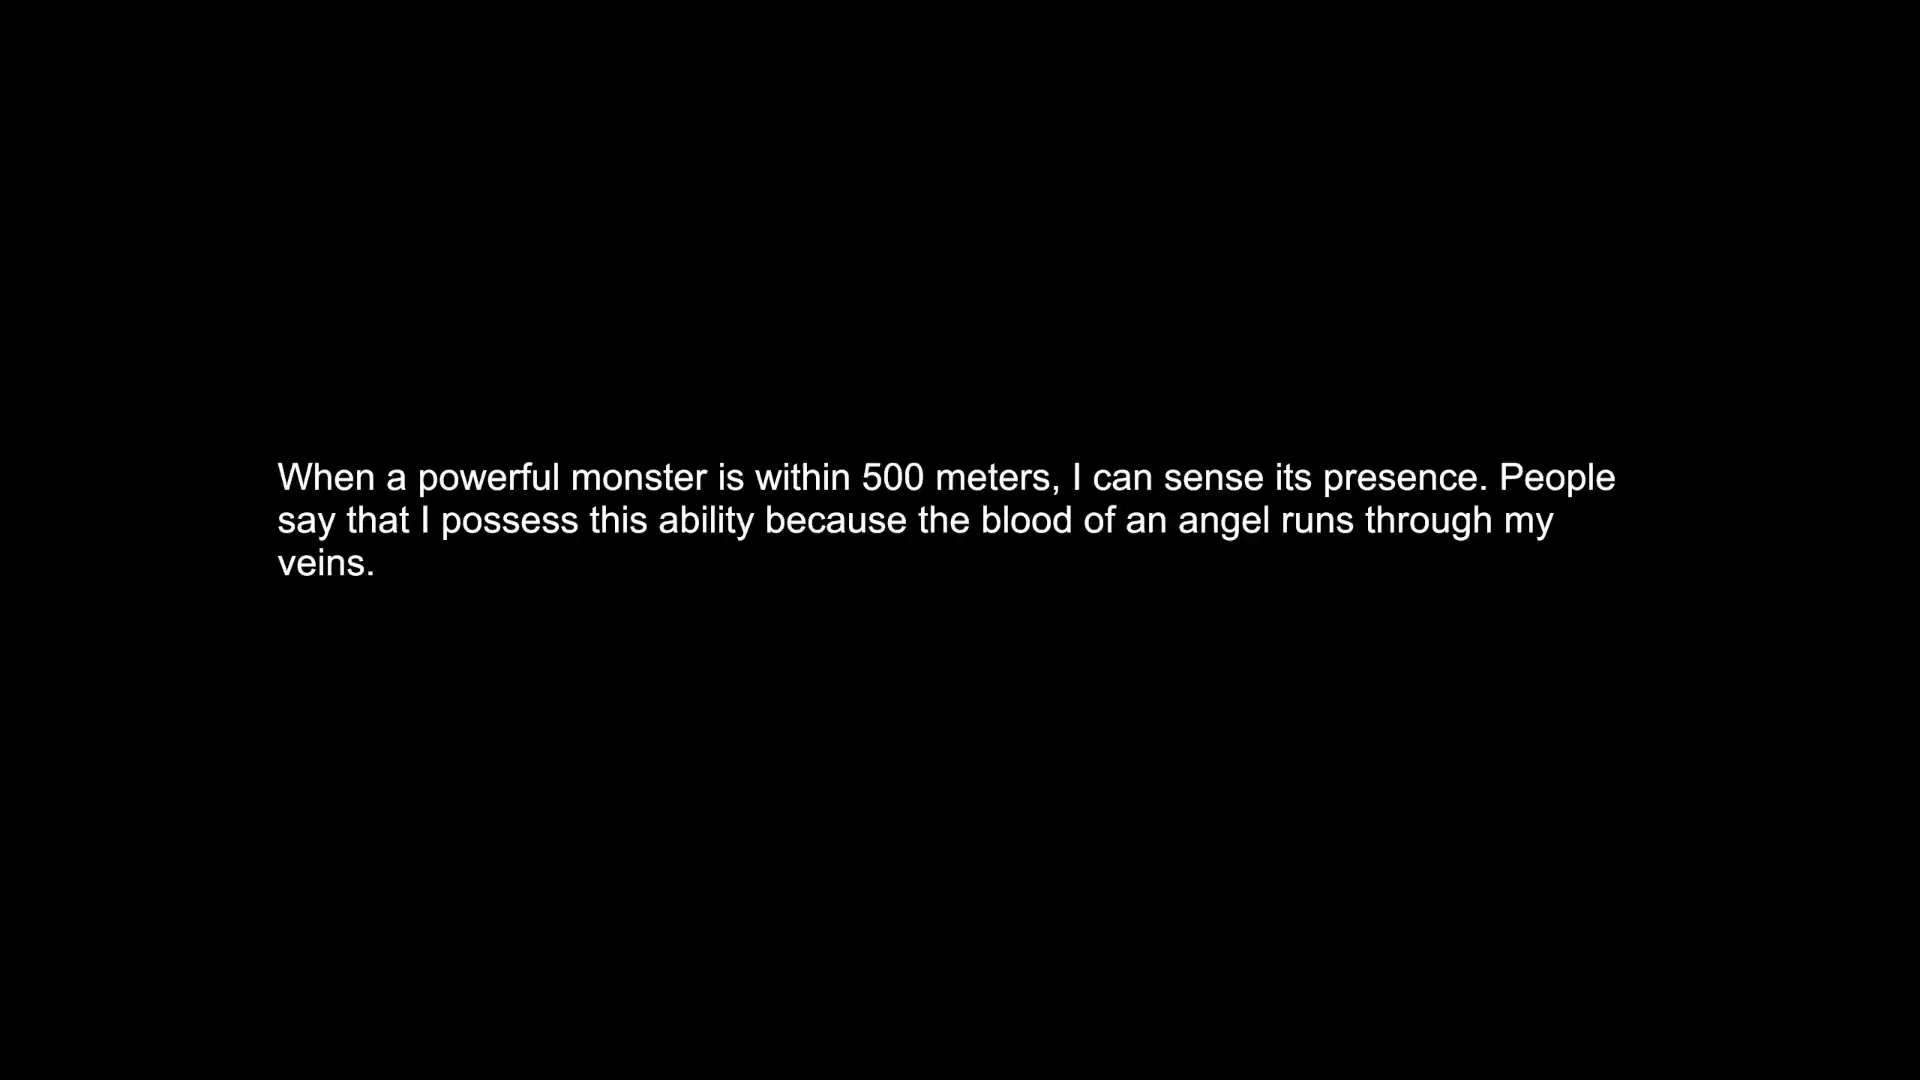 When a powerful monster is within 500 meters, I can sense its presence. People
say that I possess this ability because the blood of an angel runs through my
veins.